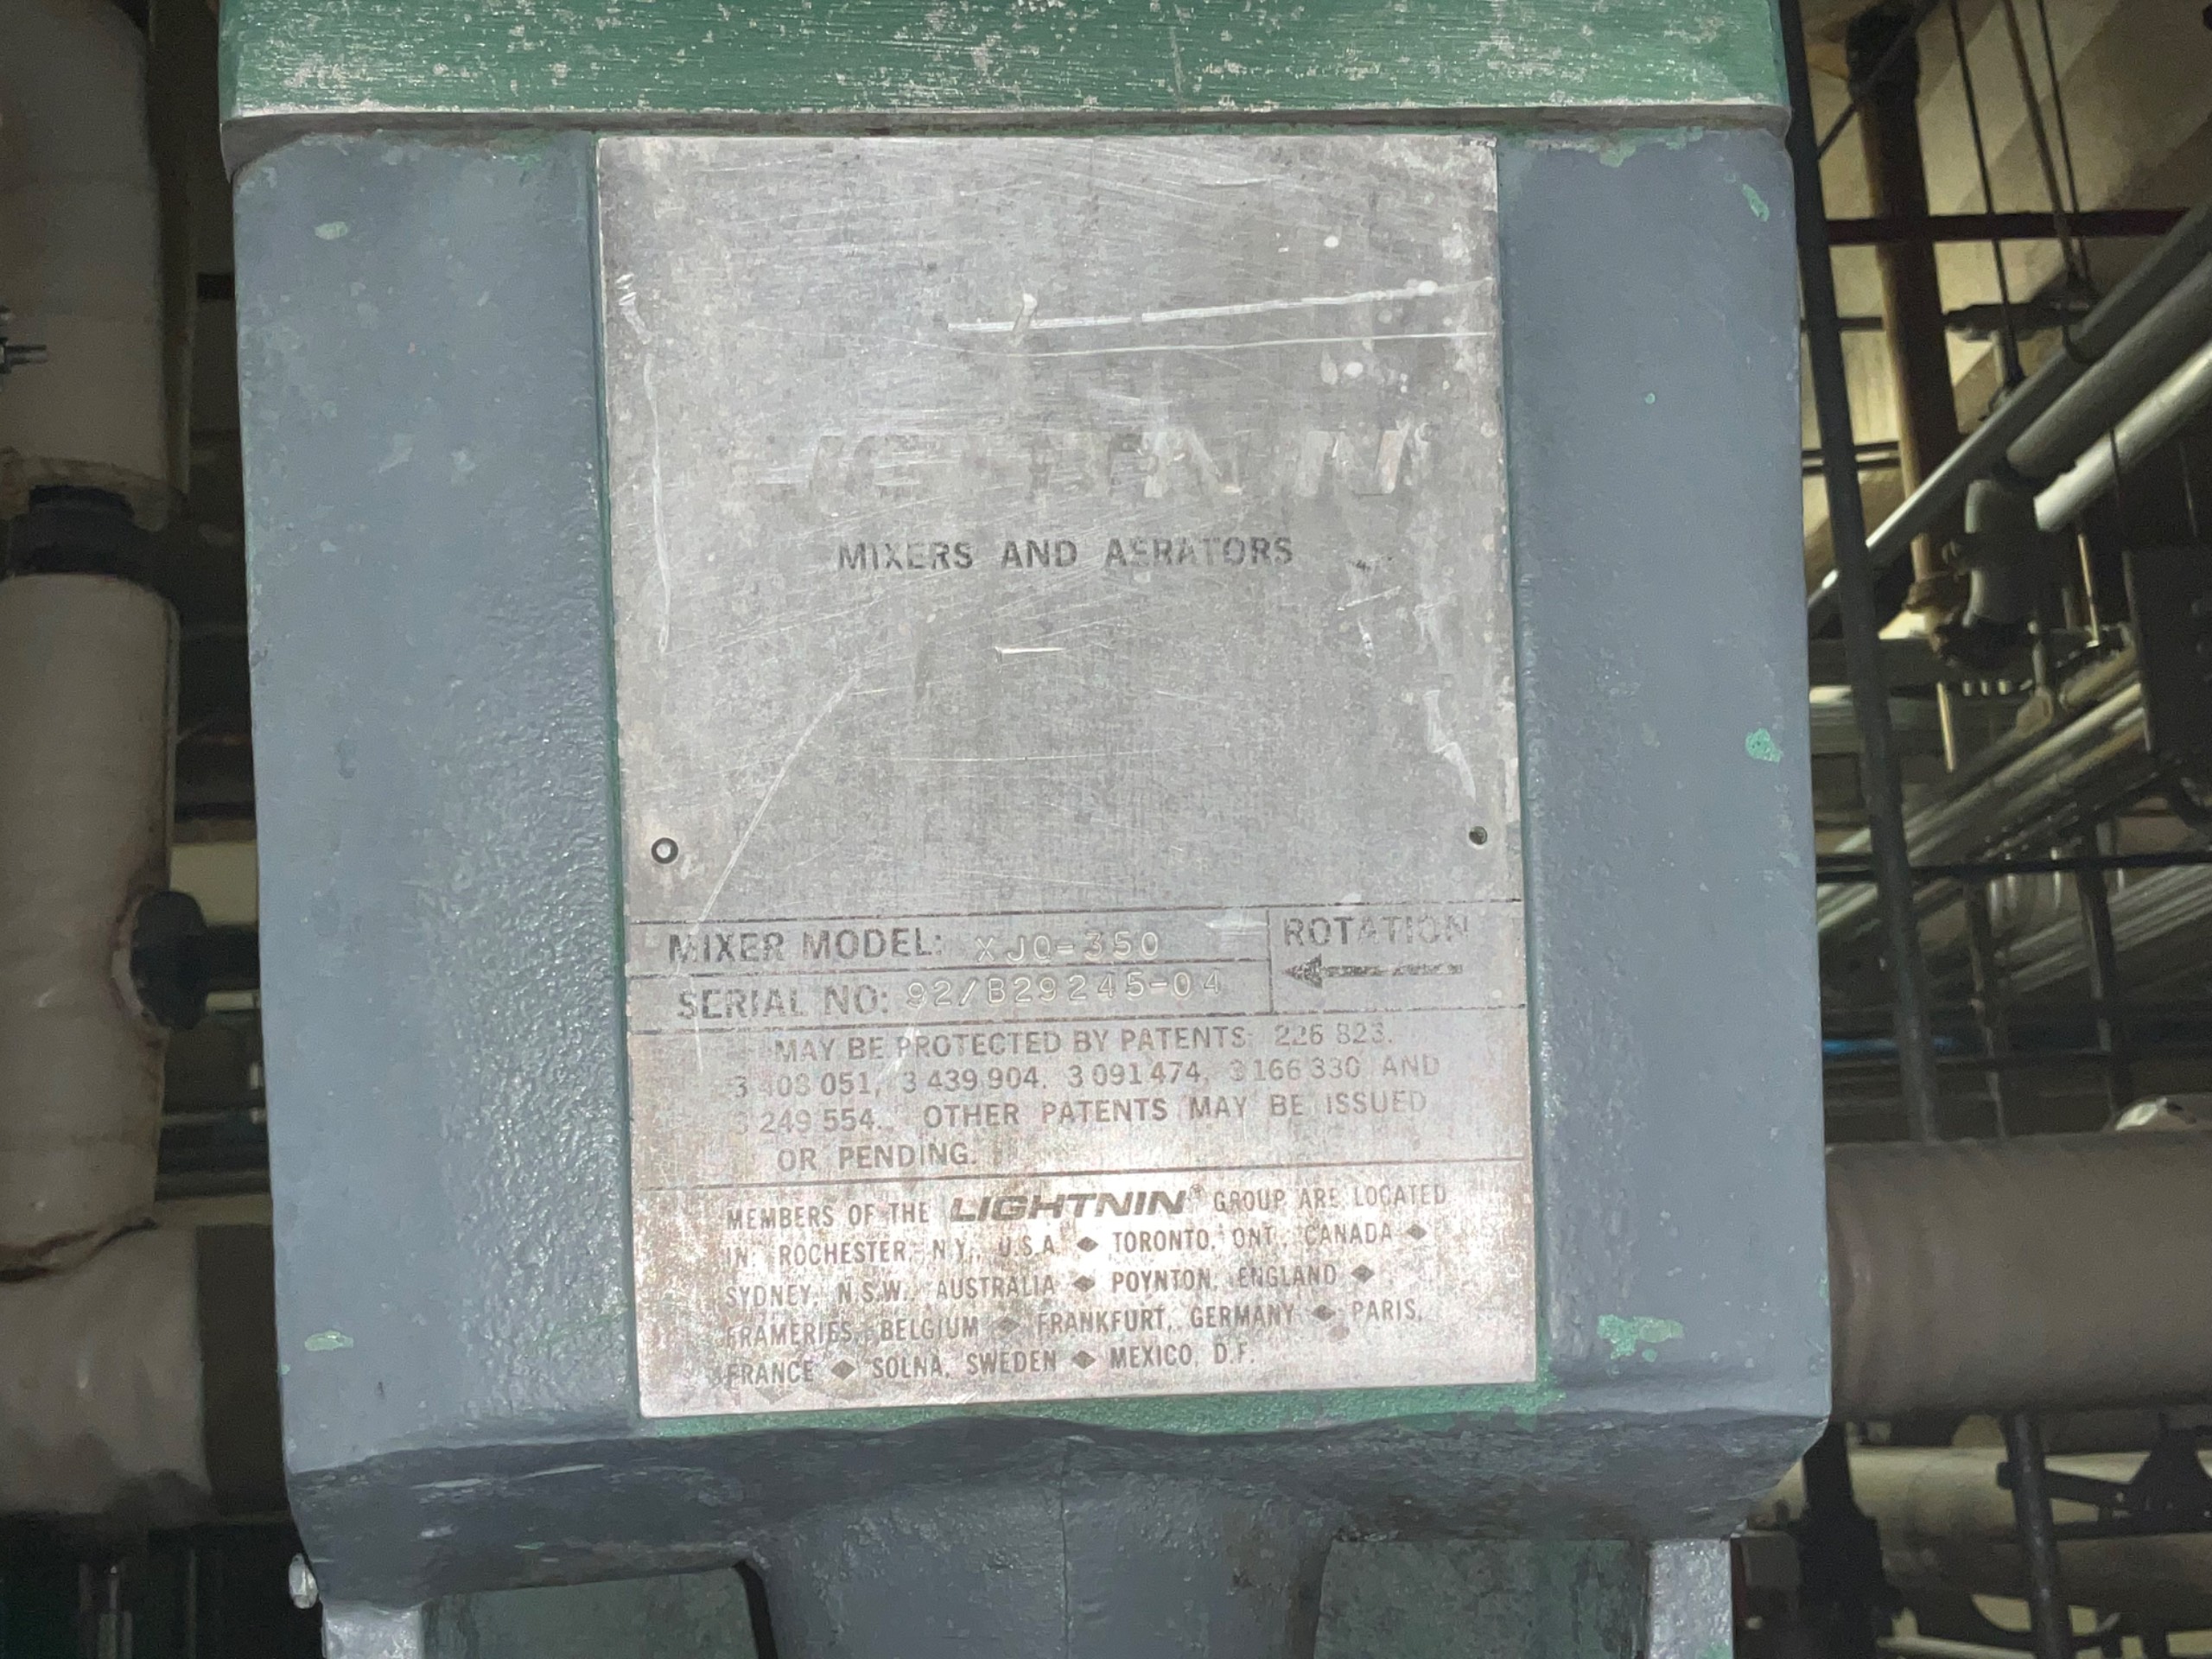 LIGHTNIN®
MIXERS AND AERATORS
MIXER MODEL: XJQ-350
ROTATION
SERIAL NO: 92/B29245-04
MAY BE PROTECTED BY PATENTS: 226 823,
3 403 051, 3 439 904, 3 091 474, 3 166 330 AND
3 249 554. OTHER PATENTS MAY BE ISSUED
OR PENDING.
MEMBERS OF THE LIGHTNIN® GROUP ARE LOCATED
IN: ROCHESTER, N.Y., U.S.A. ◆ TORONTO, ONT., CANADA ◆
SYDNEY, N.S.W., AUSTRALIA ◆ POYNTON, ENGLAND ◆
FRAMERIES, BELGIUM ◆ FRANKFURT, GERMANY ◆ PARIS,
FRANCE ◆ SOLNA, SWEDEN ◆ MEXICO, D.F.